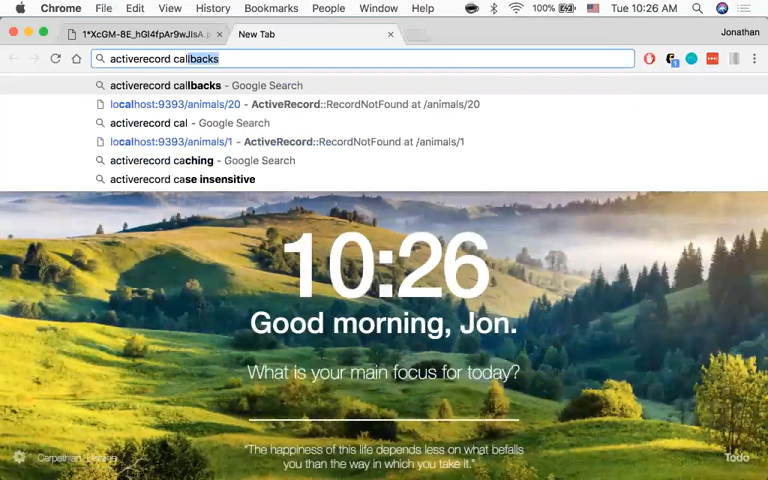 Chrome File Edit View History Bookmarks People Window Help 100% Tue 10:26 AM
1*XcGM-8E_hGl4fpAr9wJIsA.p × New Tab × Jonathan
activerecord callbacks
activerecord callbacks - Google Search
localhost:9393/animals/20 - ActiveRecord::RecordNotFound at /animals/20
activerecord cal - Google Search
localhost:9393/animals/1 - ActiveRecord::RecordNotFound at /animals/1
activerecord caching - Google Search
activerecord case insensitive
10:26
Good morning, Jon.
What is your main focus for today?
"The happiness of this life depends less on what befalls
you than the way in which you take it."
Carpathian, Ukraine
Todo